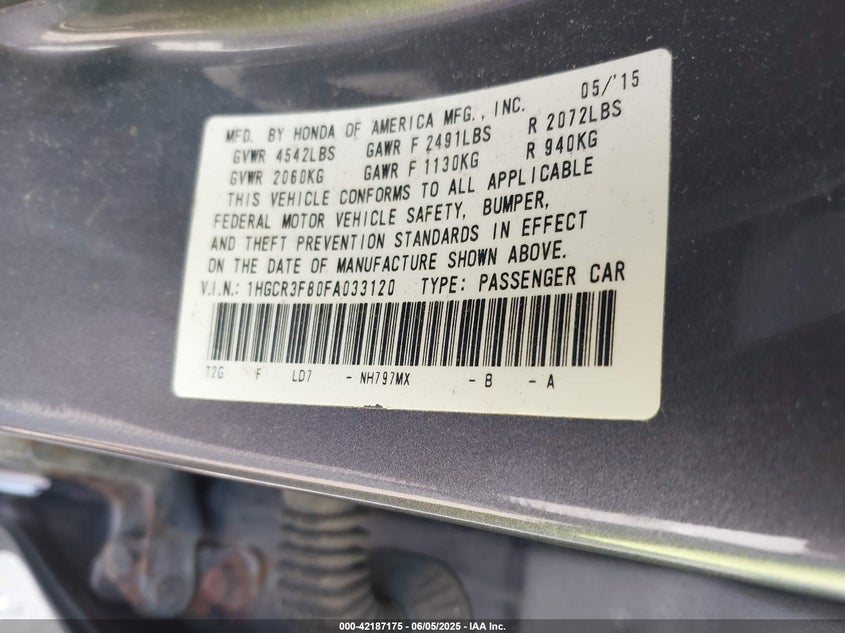 05/'15
MFD. BY HONDA OF AMERICA MFG., INC.
GVWR 4542LBS GAWR F 2491LBS R 2072LBS
GVWR 2060KG GAWR F 1130KG R 940KG
THIS VEHICLE CONFORMS TO ALL APPLICABLE
FEDERAL MOTOR VEHICLE SAFETY, BUMPER,
AND THEFT PREVENTION STANDARDS IN EFFECT
ON THE DATE OF MANUFACTURE SHOWN ABOVE.
V.I.N.: 1HGCR3F80FA033120 TYPE: PASSENGER CAR
T2G F LD7 - NH797MX - B - A
000-42187175 | 06/05/2025 - IAA Inc.